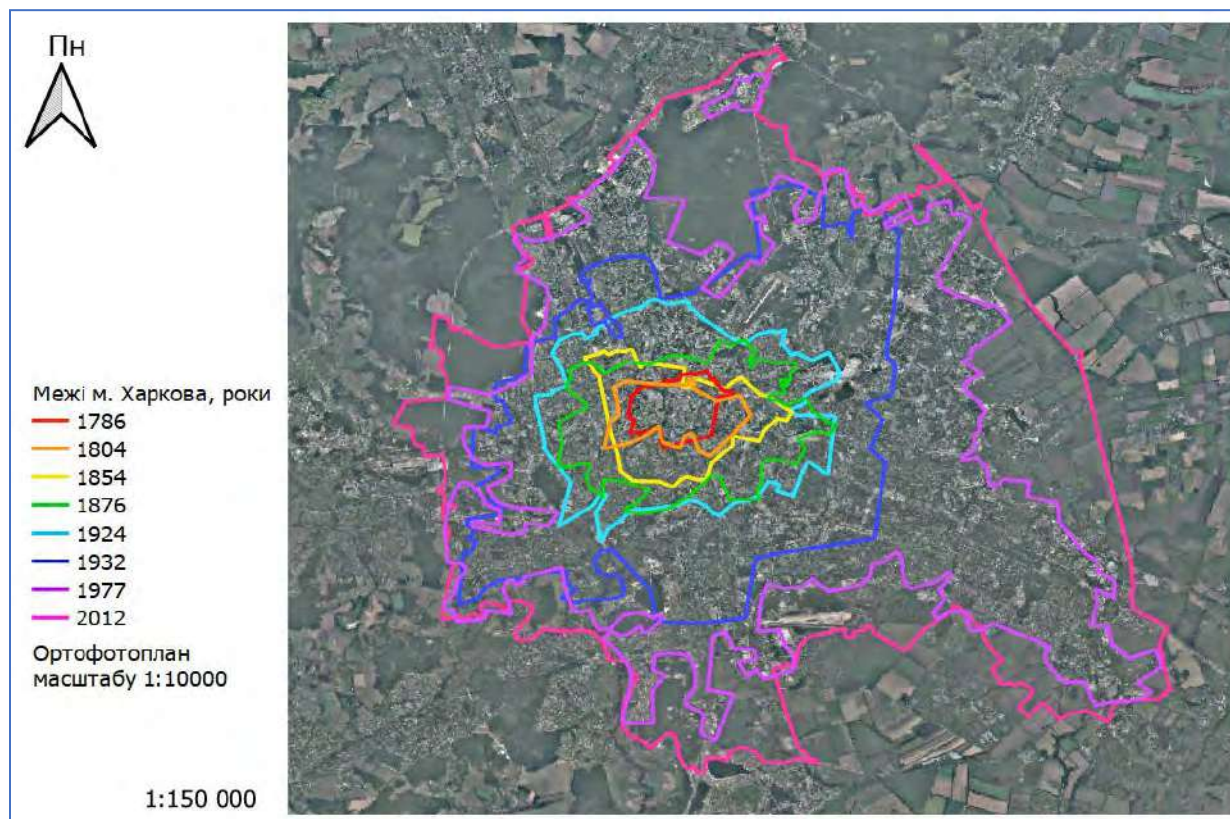 Пн
Межі м. Харкова, роки
1786
1804
1854
1876
1924
1932
1977
2012
Ортофотоплан
масштабу 1:10000
1:150 000